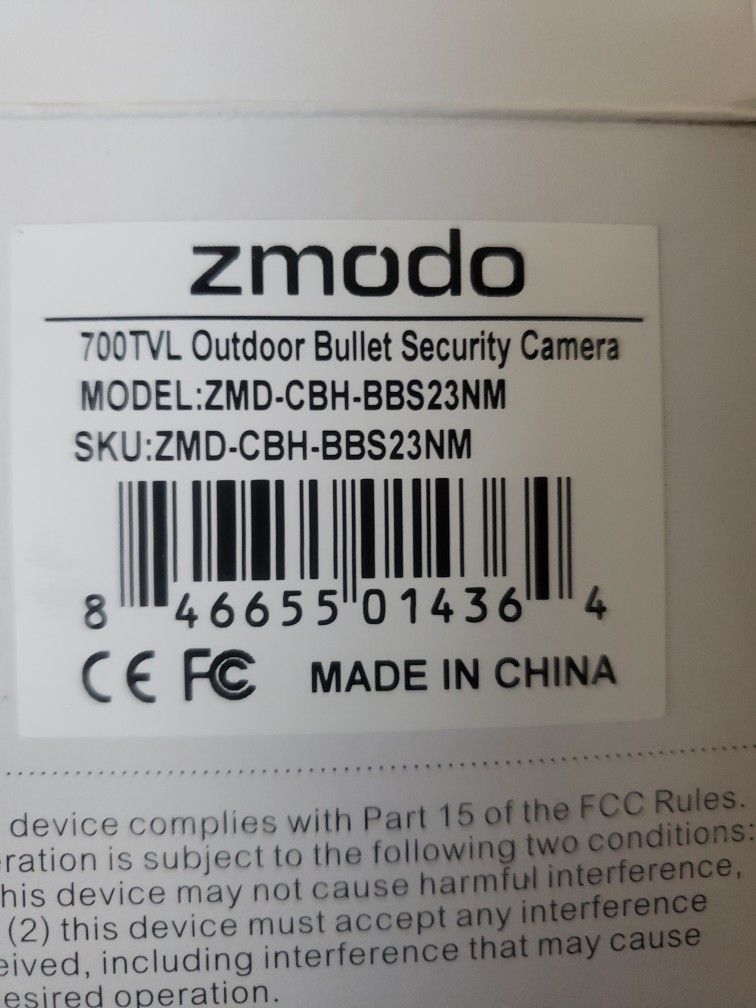 zmodo
700TVL Outdoor Bullet Security Camera
MODEL:ZMD-CBH-BBS23NM
SKU:ZMD-CBH-BBS23NM
8 46655 01436 4
CE FC MADE IN CHINA
device complies with Part 15 of the FCC Rules.
eration is subject to the following two conditions:
his device may not cause harmful interference,
(2) this device must accept any interference
eived, including interference that may cause
esired operation.